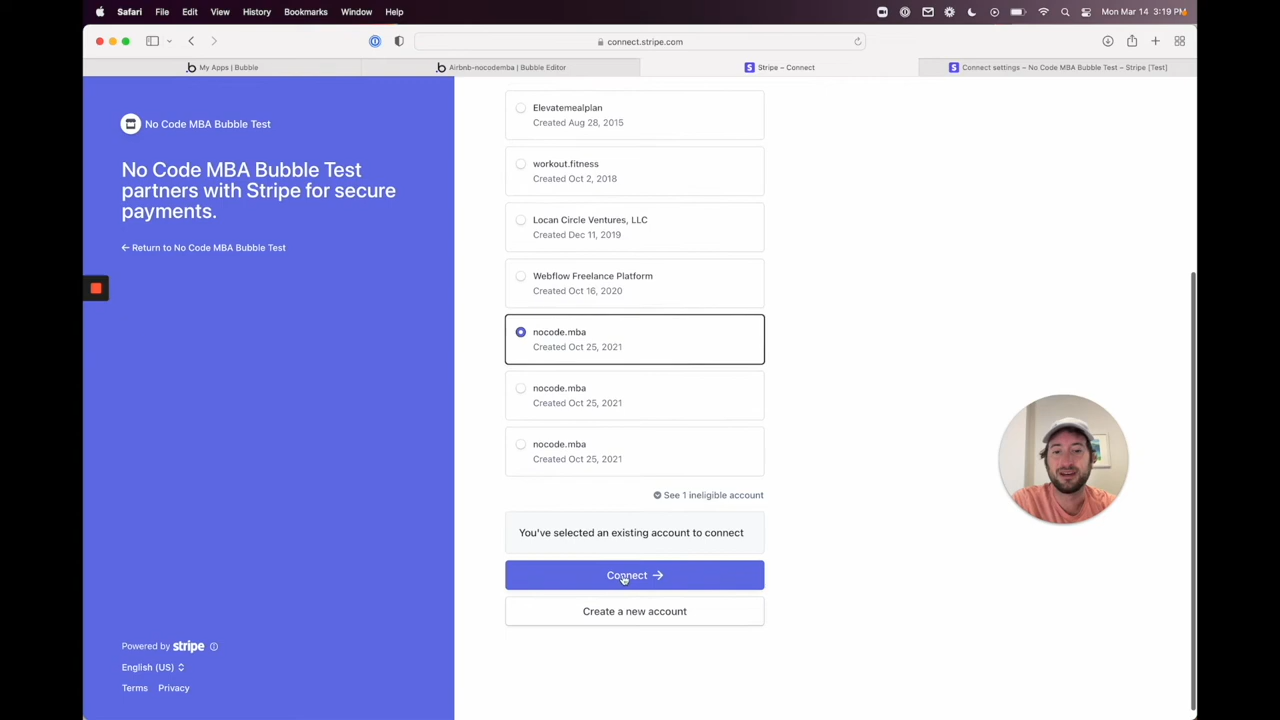 Safari File Edit View History Bookmarks Window Help
Mon Mar 14 3:19 PM
connect.stripe.com
My Apps | Bubble
Airbnb-nocodemba | Bubble Editor
Stripe – Connect
Connect settings – No Code MBA Bubble Test – Stripe [Test]
No Code MBA Bubble Test
No Code MBA Bubble Test
partners with Stripe for secure
payments.
← Return to No Code MBA Bubble Test
Elevatemealplan
Created Aug 28, 2015
workout.fitness
Created Oct 2, 2018
Locan Circle Ventures, LLC
Created Dec 11, 2019
Webflow Freelance Platform
Created Oct 16, 2020
nocode.mba
Created Oct 25, 2021
nocode.mba
Created Oct 25, 2021
nocode.mba
Created Oct 25, 2021
See 1 ineligible account
You've selected an existing account to connect
Connect →
Create a new account
Powered by stripe
English (US)
Terms Privacy